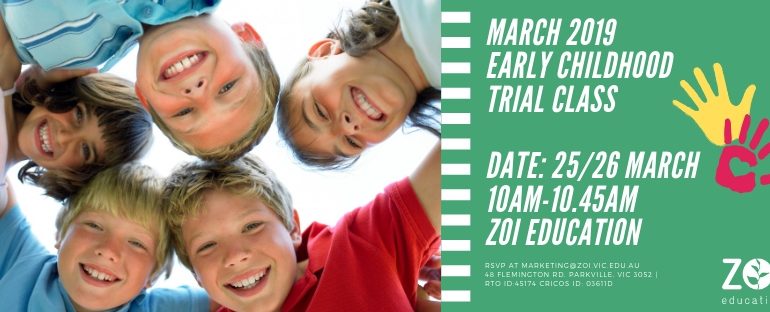 MARCH 2019
EARLY CHILDHOOD
TRIAL CLASS
DATE: 25/26 MARCH
10AM-10.45AM
ZOI EDUCATION
RSVP AT MARKETING@ZOI.VIC.EDU.AU
48 FLEMINGTON RD, PARKVILLE, VIC 3052 |
RTO ID:45174 CRICOS ID: 03611D
ZO
educati